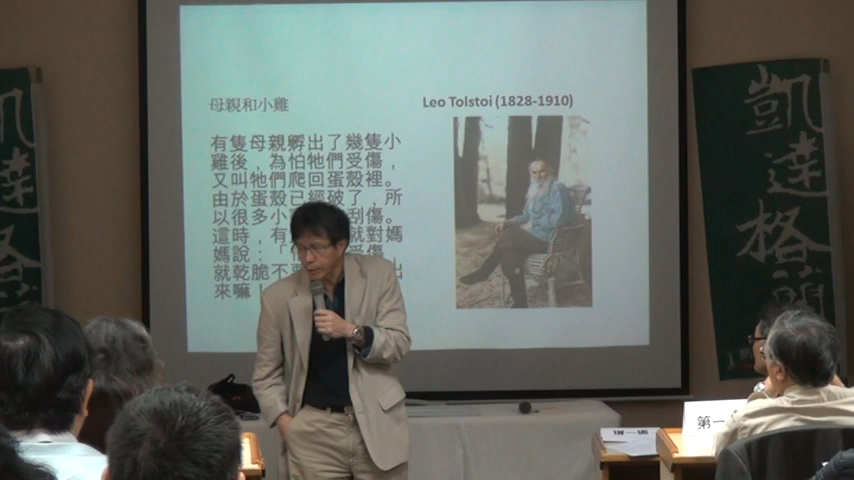 母親和小雞
Leo Tolstoi (1828-1910)
有隻母親孵出了幾隻小
雞後，為怕牠們受傷，
又叫牠們爬回蛋殼裡。
由於蛋殼已經破了，所
以很多小 刮傷。
這時，有 就對媽
媽說：「 受傷，
就乾脆不 出
來嘛！
凱達格
凱達格
第一